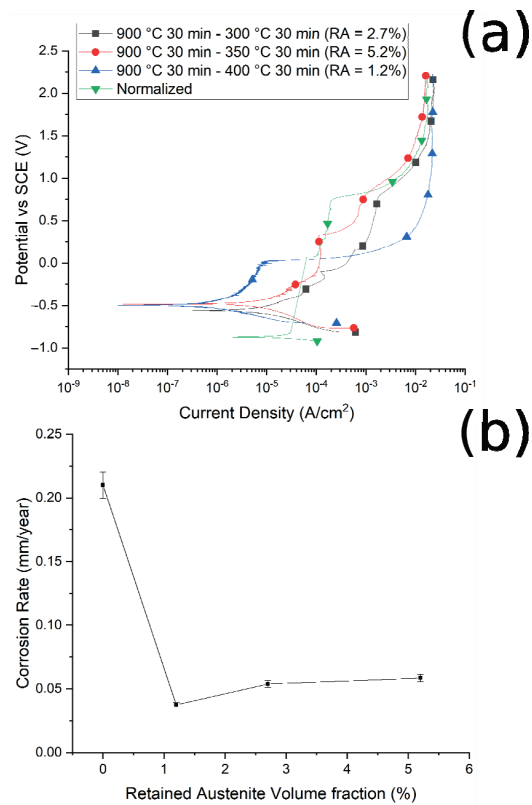 (a)
900 °C 30 min - 300 °C 30 min (RA = 2.7%)
900 °C 30 min - 350 °C 30 min (RA = 5.2%)
900 °C 30 min - 400 °C 30 min (RA = 1.2%)
Normalized
Potential vs SCE (V)
2.5
2.0
1.5
1.0
0.5
0.0
-0.5
-1.0
10⁻⁹ 10⁻⁸ 10⁻⁷ 10⁻⁶ 10⁻⁵ 10⁻⁴ 10⁻³ 10⁻² 10⁻¹
Current Density (A/cm²)
(b)
Corrosion Rate (mm/year)
0.25
0.20
0.15
0.10
0.05
0.00
0 1 2 3 4 5 6
Retained Austenite Volume fraction (%)